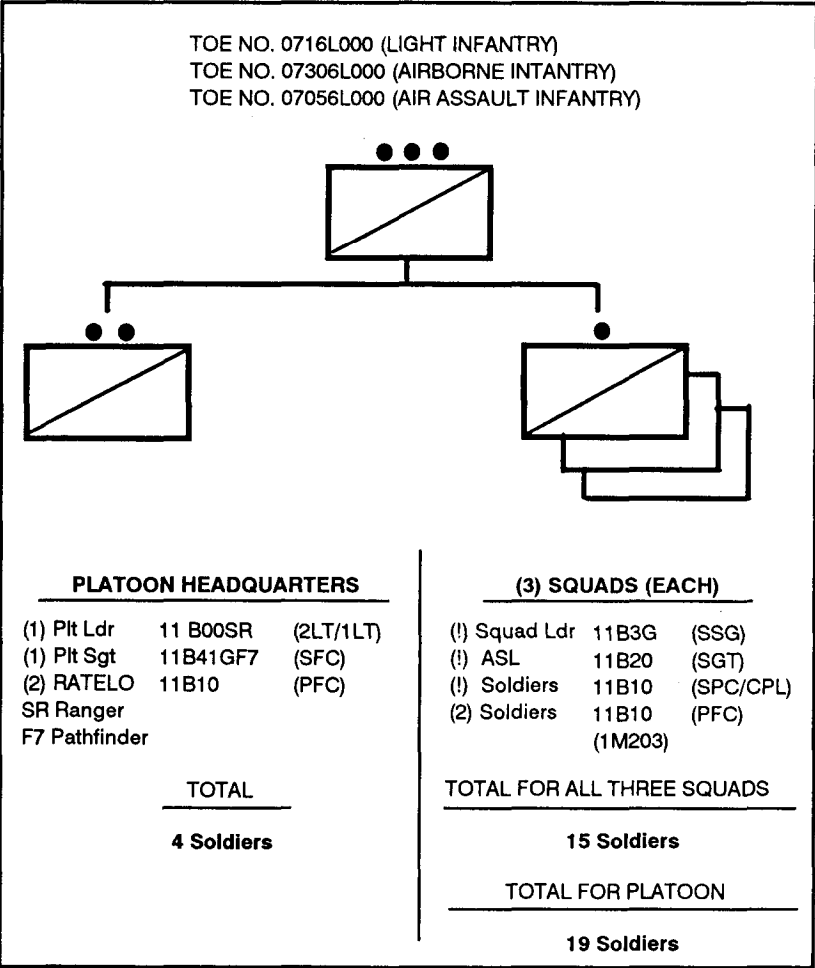 TOE NO. 0716L000 (LIGHT INFANTRY)
TOE NO. 07306L000 (AIRBORNE INTANTRY)
TOE NO. 07056L000 (AIR ASSAULT INFANTRY)
PLATOON HEADQUARTERS
(1) Plt Ldr 11 B00SR (2LT/1LT)
(1) Plt Sgt 11B41GF7 (SFC)
(2) RATELO 11B10 (PFC)
SR Ranger
F7 Pathfinder
TOTAL
4 Soldiers
(3) SQUADS (EACH)
(!) Squad Ldr 11B3G (SSG)
(!) ASL 11B20 (SGT)
(!) Soldiers 11B10 (SPC/CPL)
(2) Soldiers 11B10 (PFC)
(1M203)
TOTAL FOR ALL THREE SQUADS
15 Soldiers
TOTAL FOR PLATOON
19 Soldiers